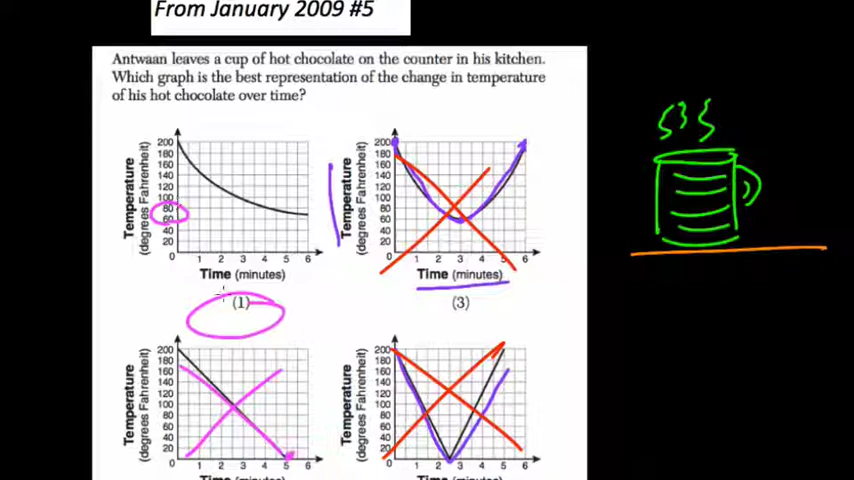 From January 2009 #5
Antwaan leaves a cup of hot chocolate on the counter in his kitchen.
Which graph is the best representation of the change in temperature
of his hot chocolate over time?
Temperature
(degrees Fahrenheit)
200
180
160
140
120
100
80
60
40
20
0
1 2 3 4 5 6
Time (minutes)
(1)
Temperature
(degrees Fahrenheit)
200
180
160
140
120
100
80
60
40
20
0
1 2 3 4 5 6
Time (minutes)
(3)
Temperature
(degrees Fahrenheit)
200
180
160
140
120
100
80
60
40
20
0
1 2 3 4 5 6
Time (minutes)
Temperature
(degrees Fahrenheit)
200
180
160
140
120
100
80
60
40
20
0
1 2 3 4 5 6
Time (minutes)